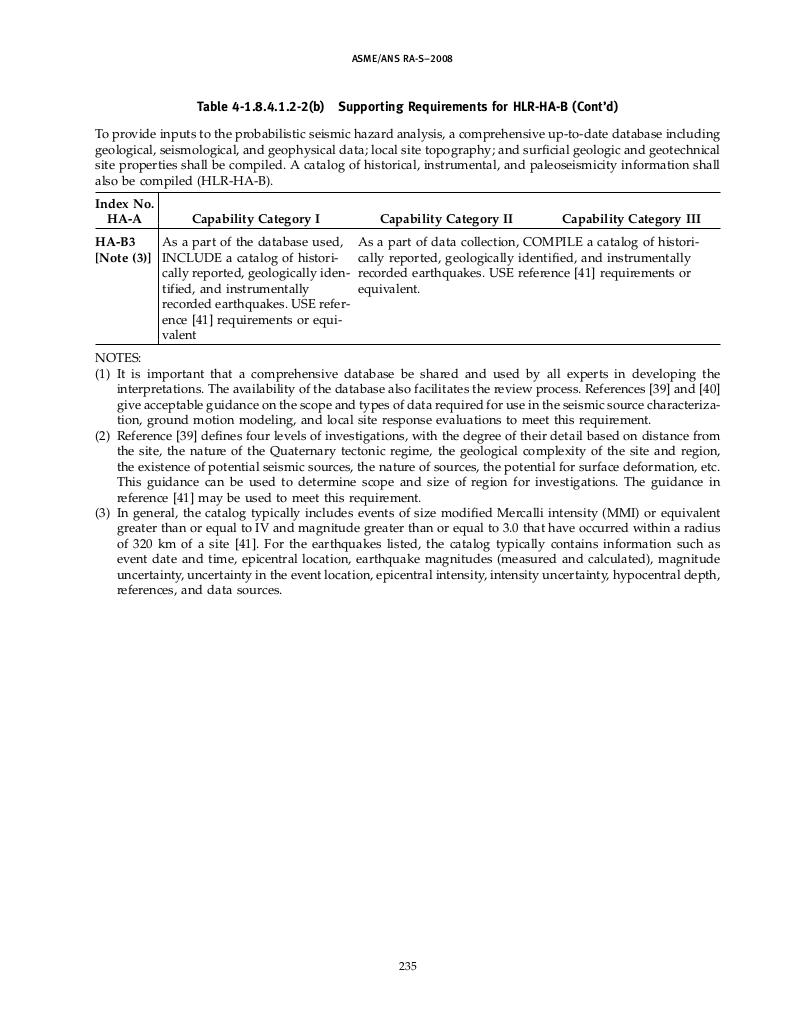 ASME/ANS RA-S–2008
Table 4-1.8.4.1.2-2(b) Supporting Requirements for HLR-HA-B (Cont’d)
To provide inputs to the probabilistic seismic hazard analysis, a comprehensive up-to-date database including
geological, seismological, and geophysical data; local site topography; and surficial geologic and geotechnical
site properties shall be compiled. A catalog of historical, instrumental, and paleoseismicity information shall
also be compiled (HLR-HA-B).
Index No.
HA-A
Capability Category I
Capability Category II
Capability Category III
HA-B3
[Note (3)]
As a part of the database used,
INCLUDE a catalog of histori-
cally reported, geologically iden-
tified, and instrumentally
recorded earthquakes. USE refer-
ence [41] requirements or equi-
valent
As a part of data collection, COMPILE a catalog of histori-
cally reported, geologically identified, and instrumentally
recorded earthquakes. USE reference [41] requirements or
equivalent.
NOTES:
(1) It is important that a comprehensive database be shared and used by all experts in developing the
interpretations. The availability of the database also facilitates the review process. References [39] and [40]
give acceptable guidance on the scope and types of data required for use in the seismic source characteriza-
tion, ground motion modeling, and local site response evaluations to meet this requirement.
(2) Reference [39] defines four levels of investigations, with the degree of their detail based on distance from
the site, the nature of the Quaternary tectonic regime, the geological complexity of the site and region,
the existence of potential seismic sources, the nature of sources, the potential for surface deformation, etc.
This guidance can be used to determine scope and size of region for investigations. The guidance in
reference [41] may be used to meet this requirement.
(3) In general, the catalog typically includes events of size modified Mercalli intensity (MMI) or equivalent
greater than or equal to IV and magnitude greater than or equal to 3.0 that have occurred within a radius
of 320 km of a site [41]. For the earthquakes listed, the catalog typically contains information such as
event date and time, epicentral location, earthquake magnitudes (measured and calculated), magnitude
uncertainty, uncertainty in the event location, epicentral intensity, intensity uncertainty, hypocentral depth,
references, and data sources.
235